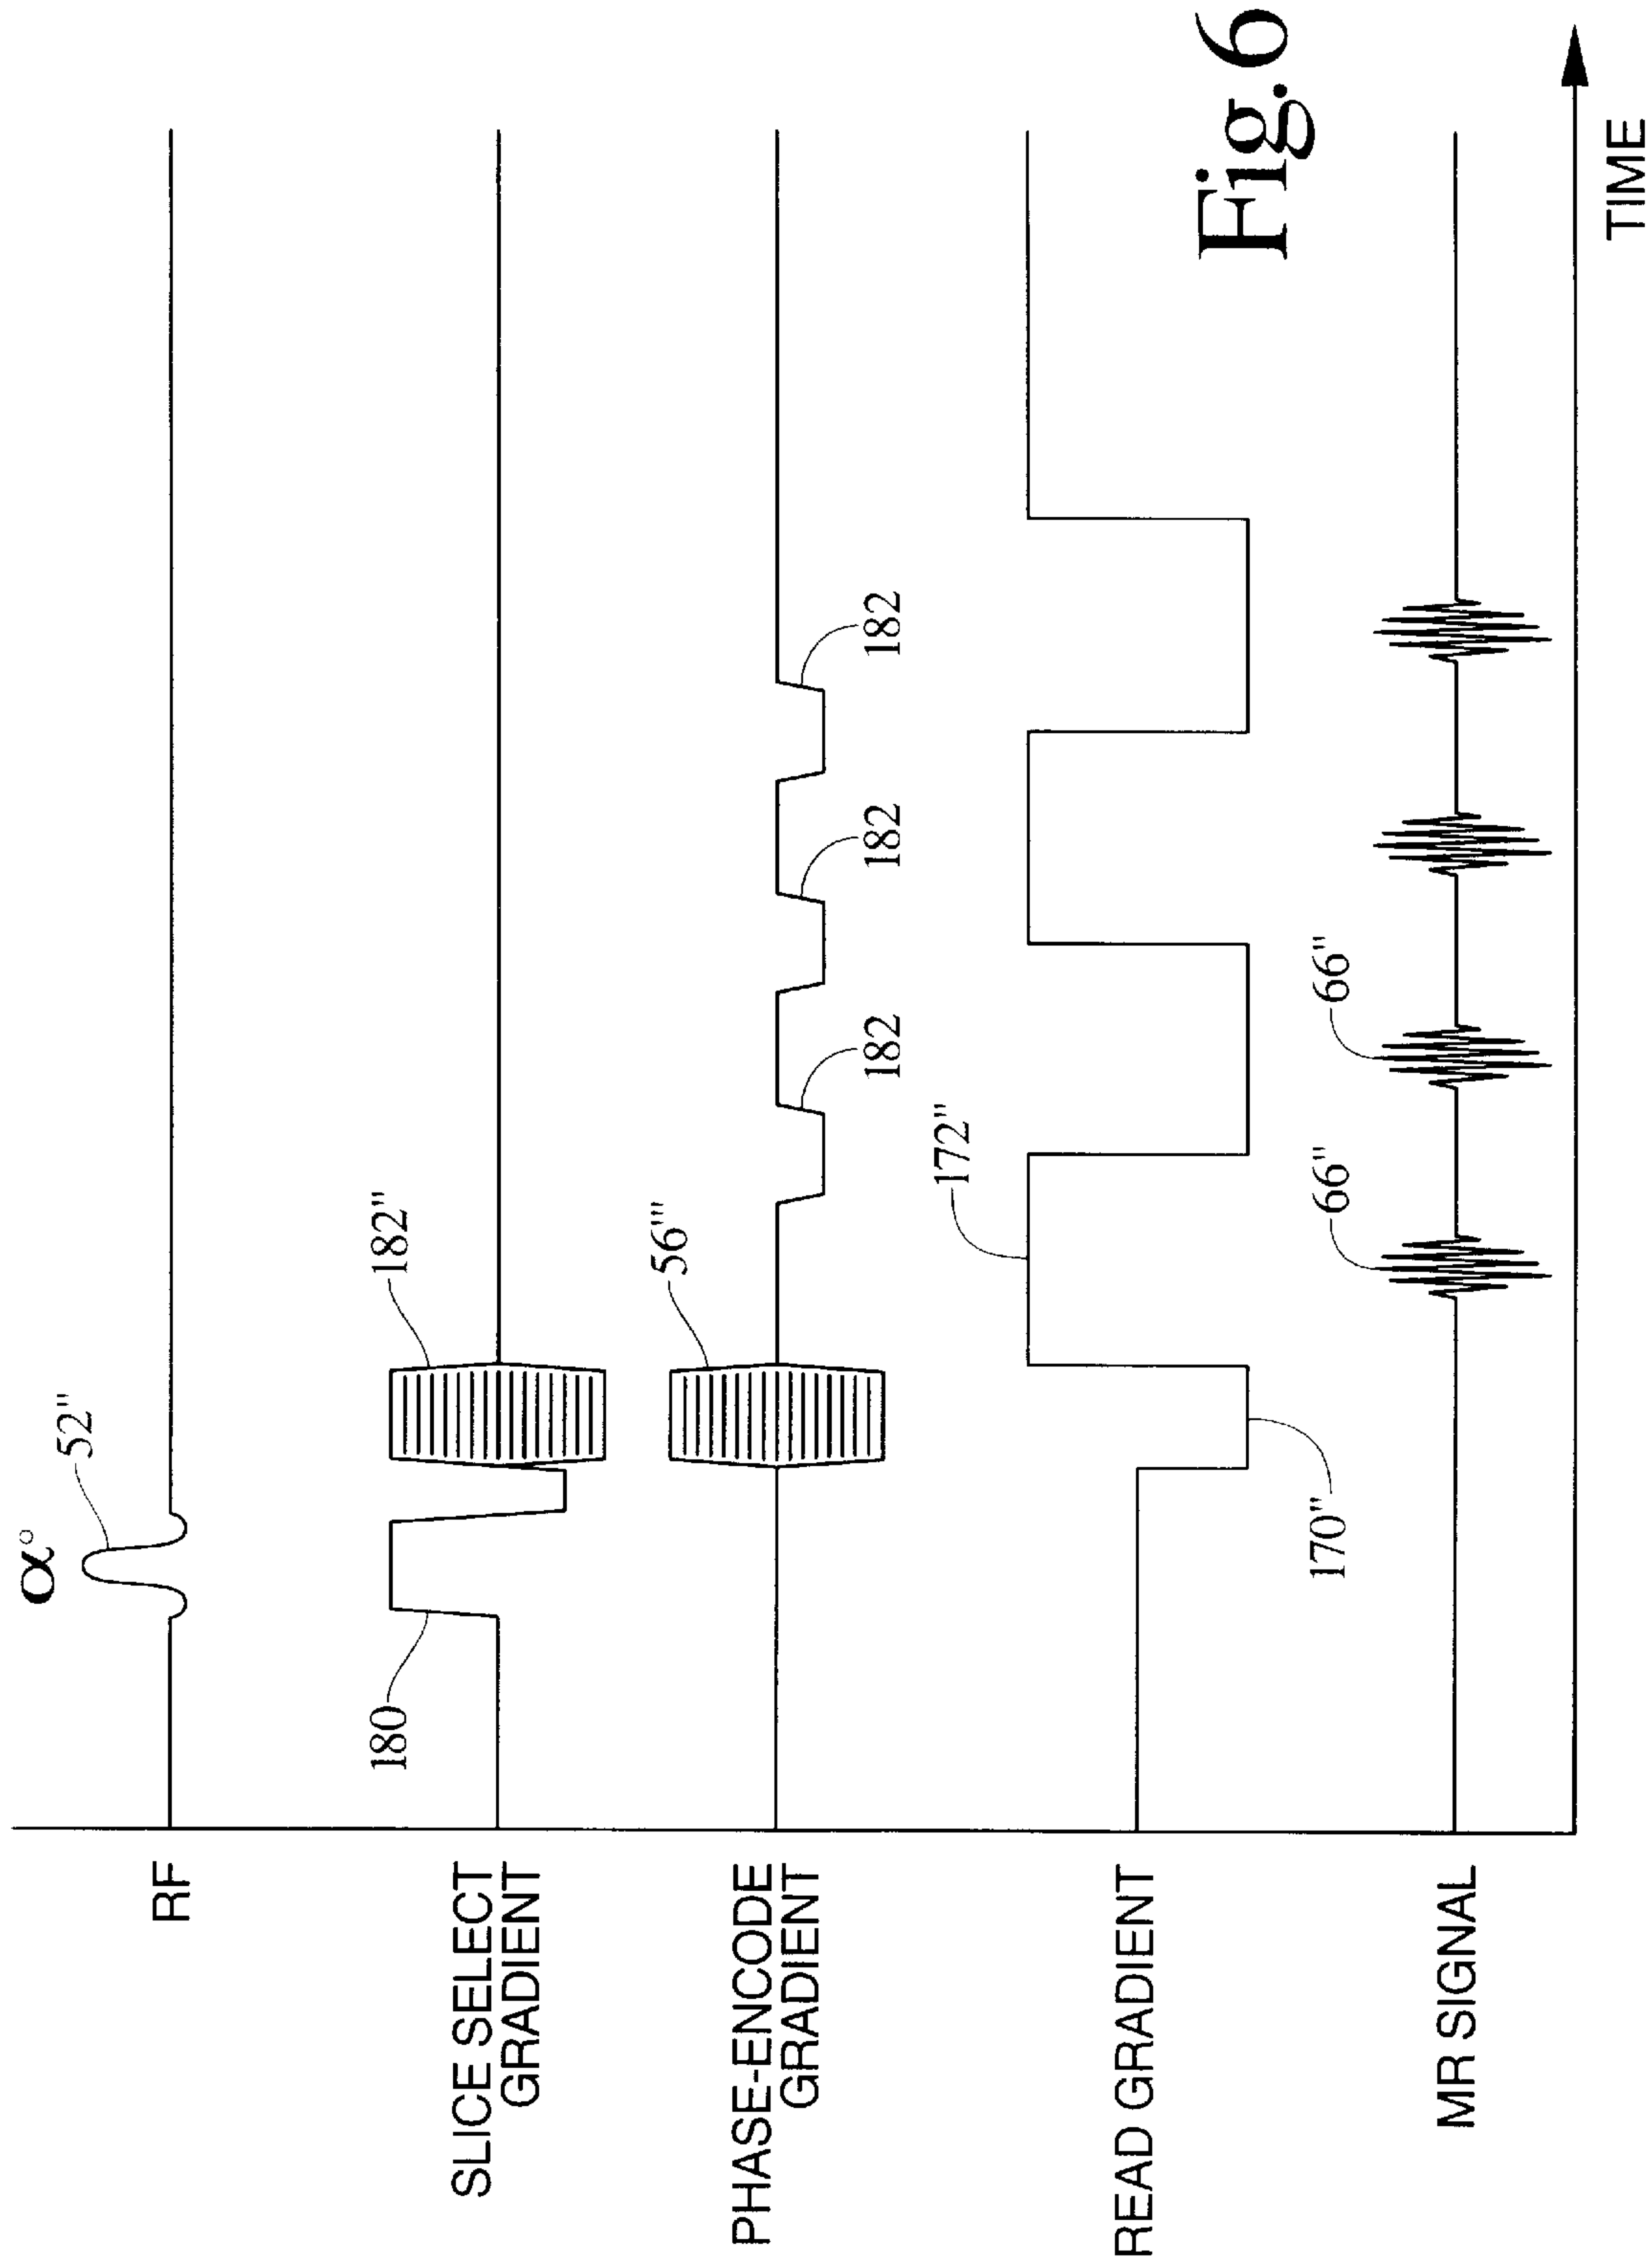 α°
52"
RF
180
182"
SLICE SELECT
GRADIENT
56'''
182
182
182
PHASE-ENCODE
GRADIENT
172"
170"
READ GRADIENT
66"
66"
MR SIGNAL
TIME
Fig.6